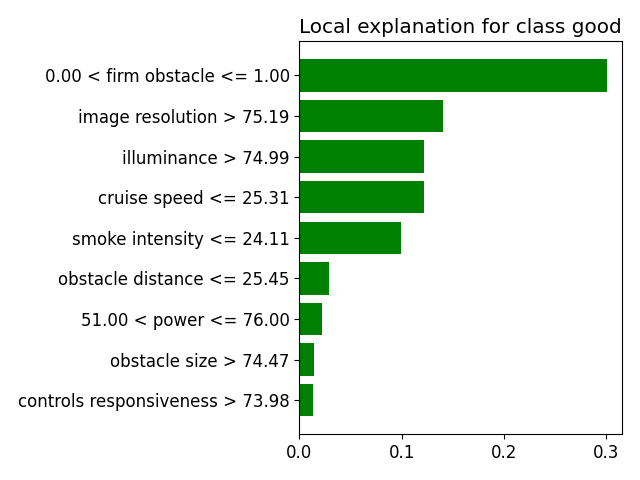 Local explanation for class good
0.00 < firm obstacle <= 1.00
image resolution > 75.19
illuminance > 74.99
cruise speed <= 25.31
smoke intensity <= 24.11
obstacle distance <= 25.45
51.00 < power <= 76.00
obstacle size > 74.47
controls responsiveness > 73.98
0.0 0.1 0.2 0.3